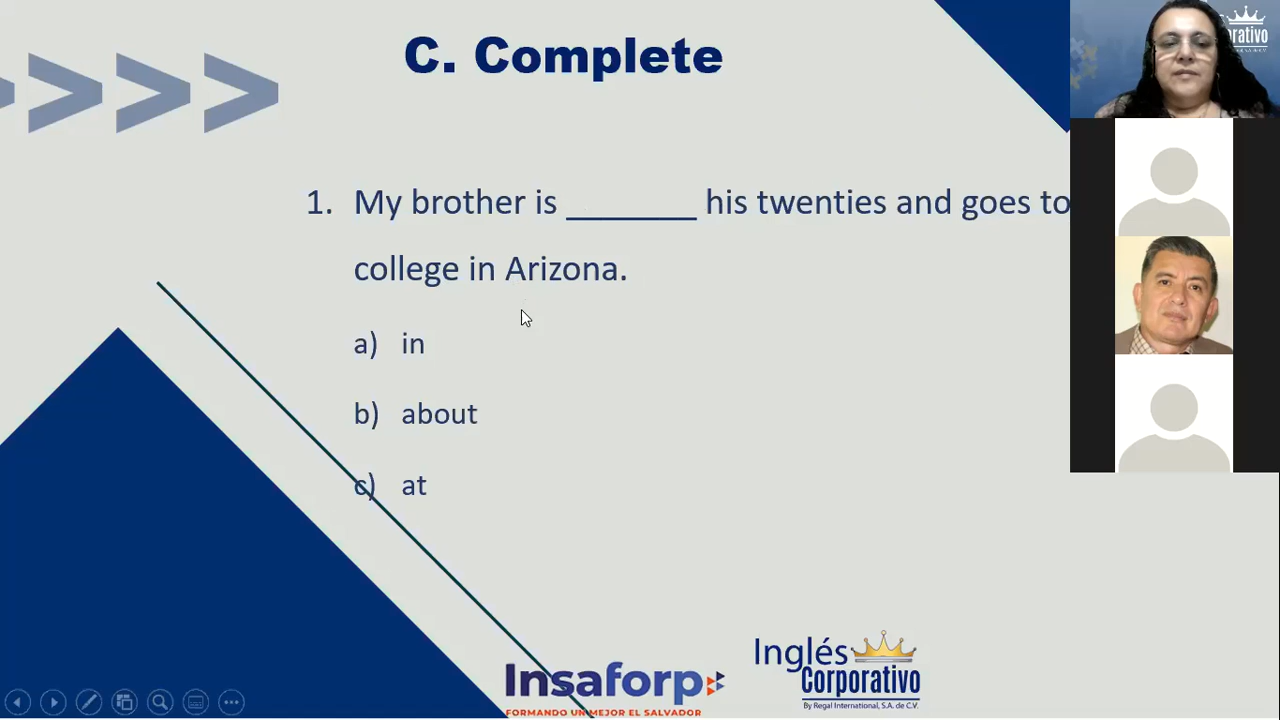 C. Complete
1. My brother is _______ his twenties and goes to
college in Arizona.
a) in
b) about
c) at
Insaforp
FORMANDO UN MEJOR EL SALVADOR
Inglés
Corporativo
By Regal International, S.A. de C.V.